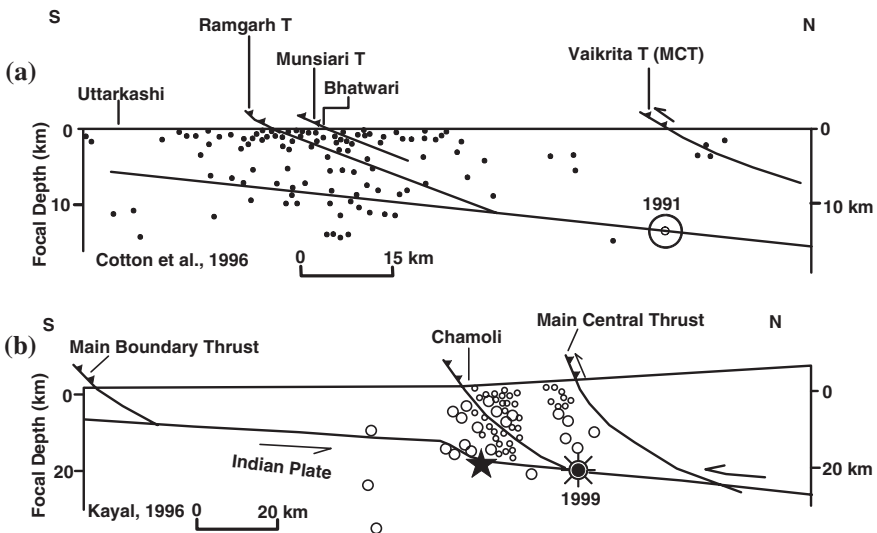 S
N
Ramgarh T
Munsiari T
Vaikrita T (MCT)
(a)
Bhatwari
Uttarkashi
0
0
Focal Depth (km)
10
10 km
1991
Cotton et al., 1996
0
15 km
S
N
(b)
Main Boundary Thrust
Chamoli
Main Central Thrust
0
0
Focal Depth (km)
20
20 km
Indian Plate
1999
Kayal, 1996
0
20 km